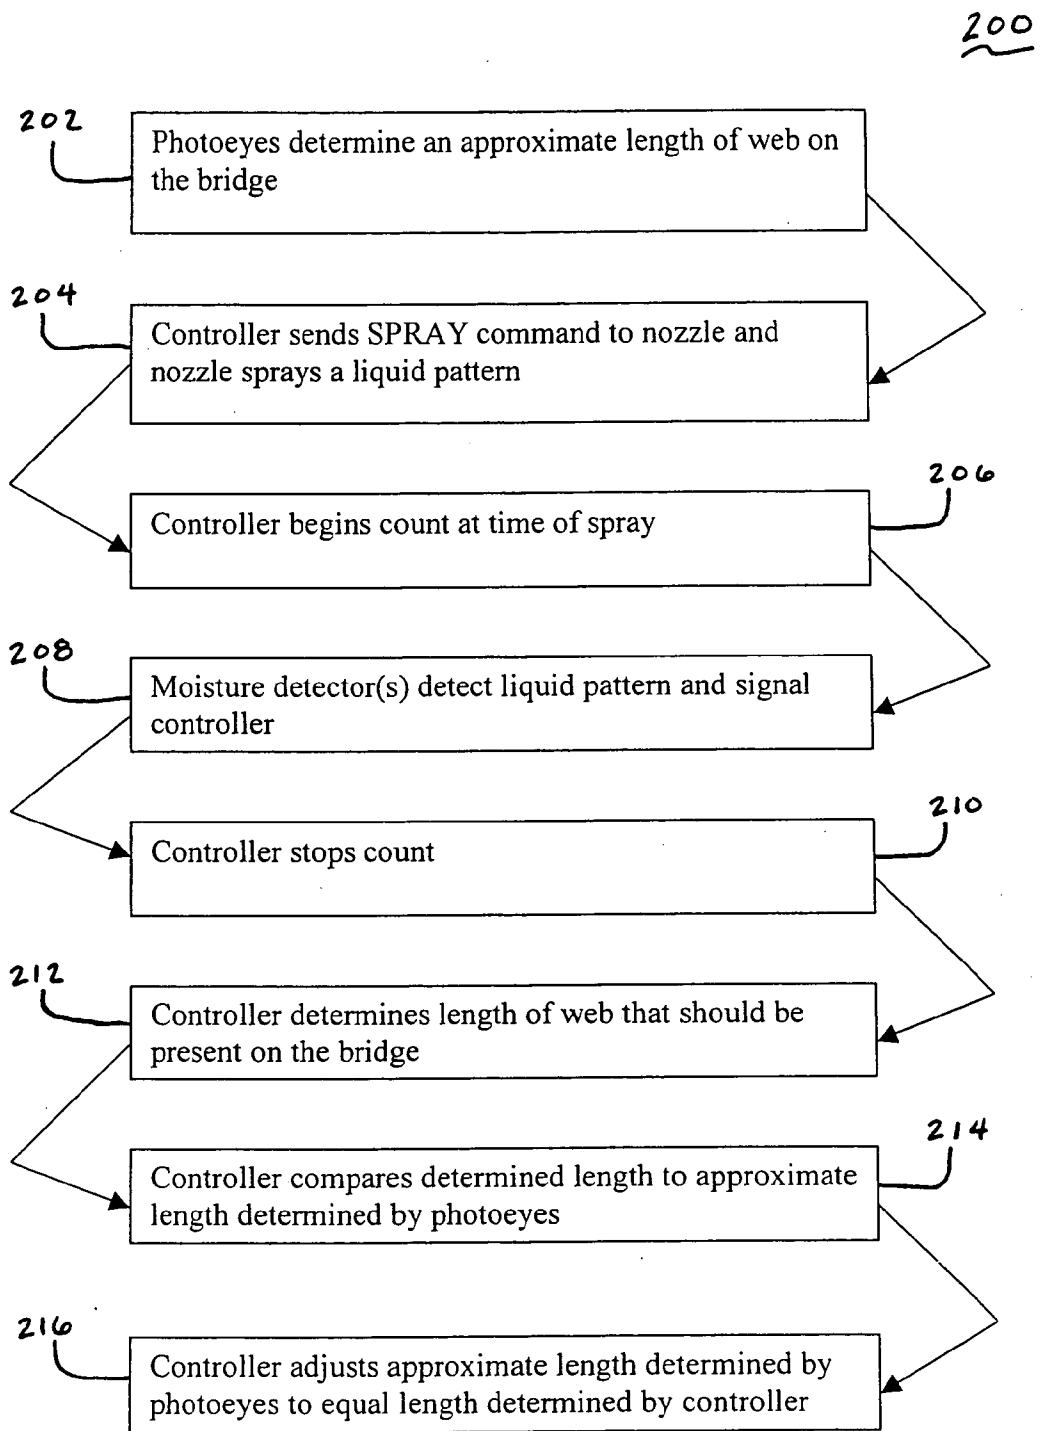 200
202
Photoeyes determine an approximate length of web on
the bridge
204
Controller sends SPRAY command to nozzle and
nozzle sprays a liquid pattern
206
Controller begins count at time of spray
208
Moisture detector(s) detect liquid pattern and signal
controller
210
Controller stops count
212
Controller determines length of web that should be
present on the bridge
214
Controller compares determined length to approximate
length determined by photoeyes
216
Controller adjusts approximate length determined by
photoeyes to equal length determined by controller